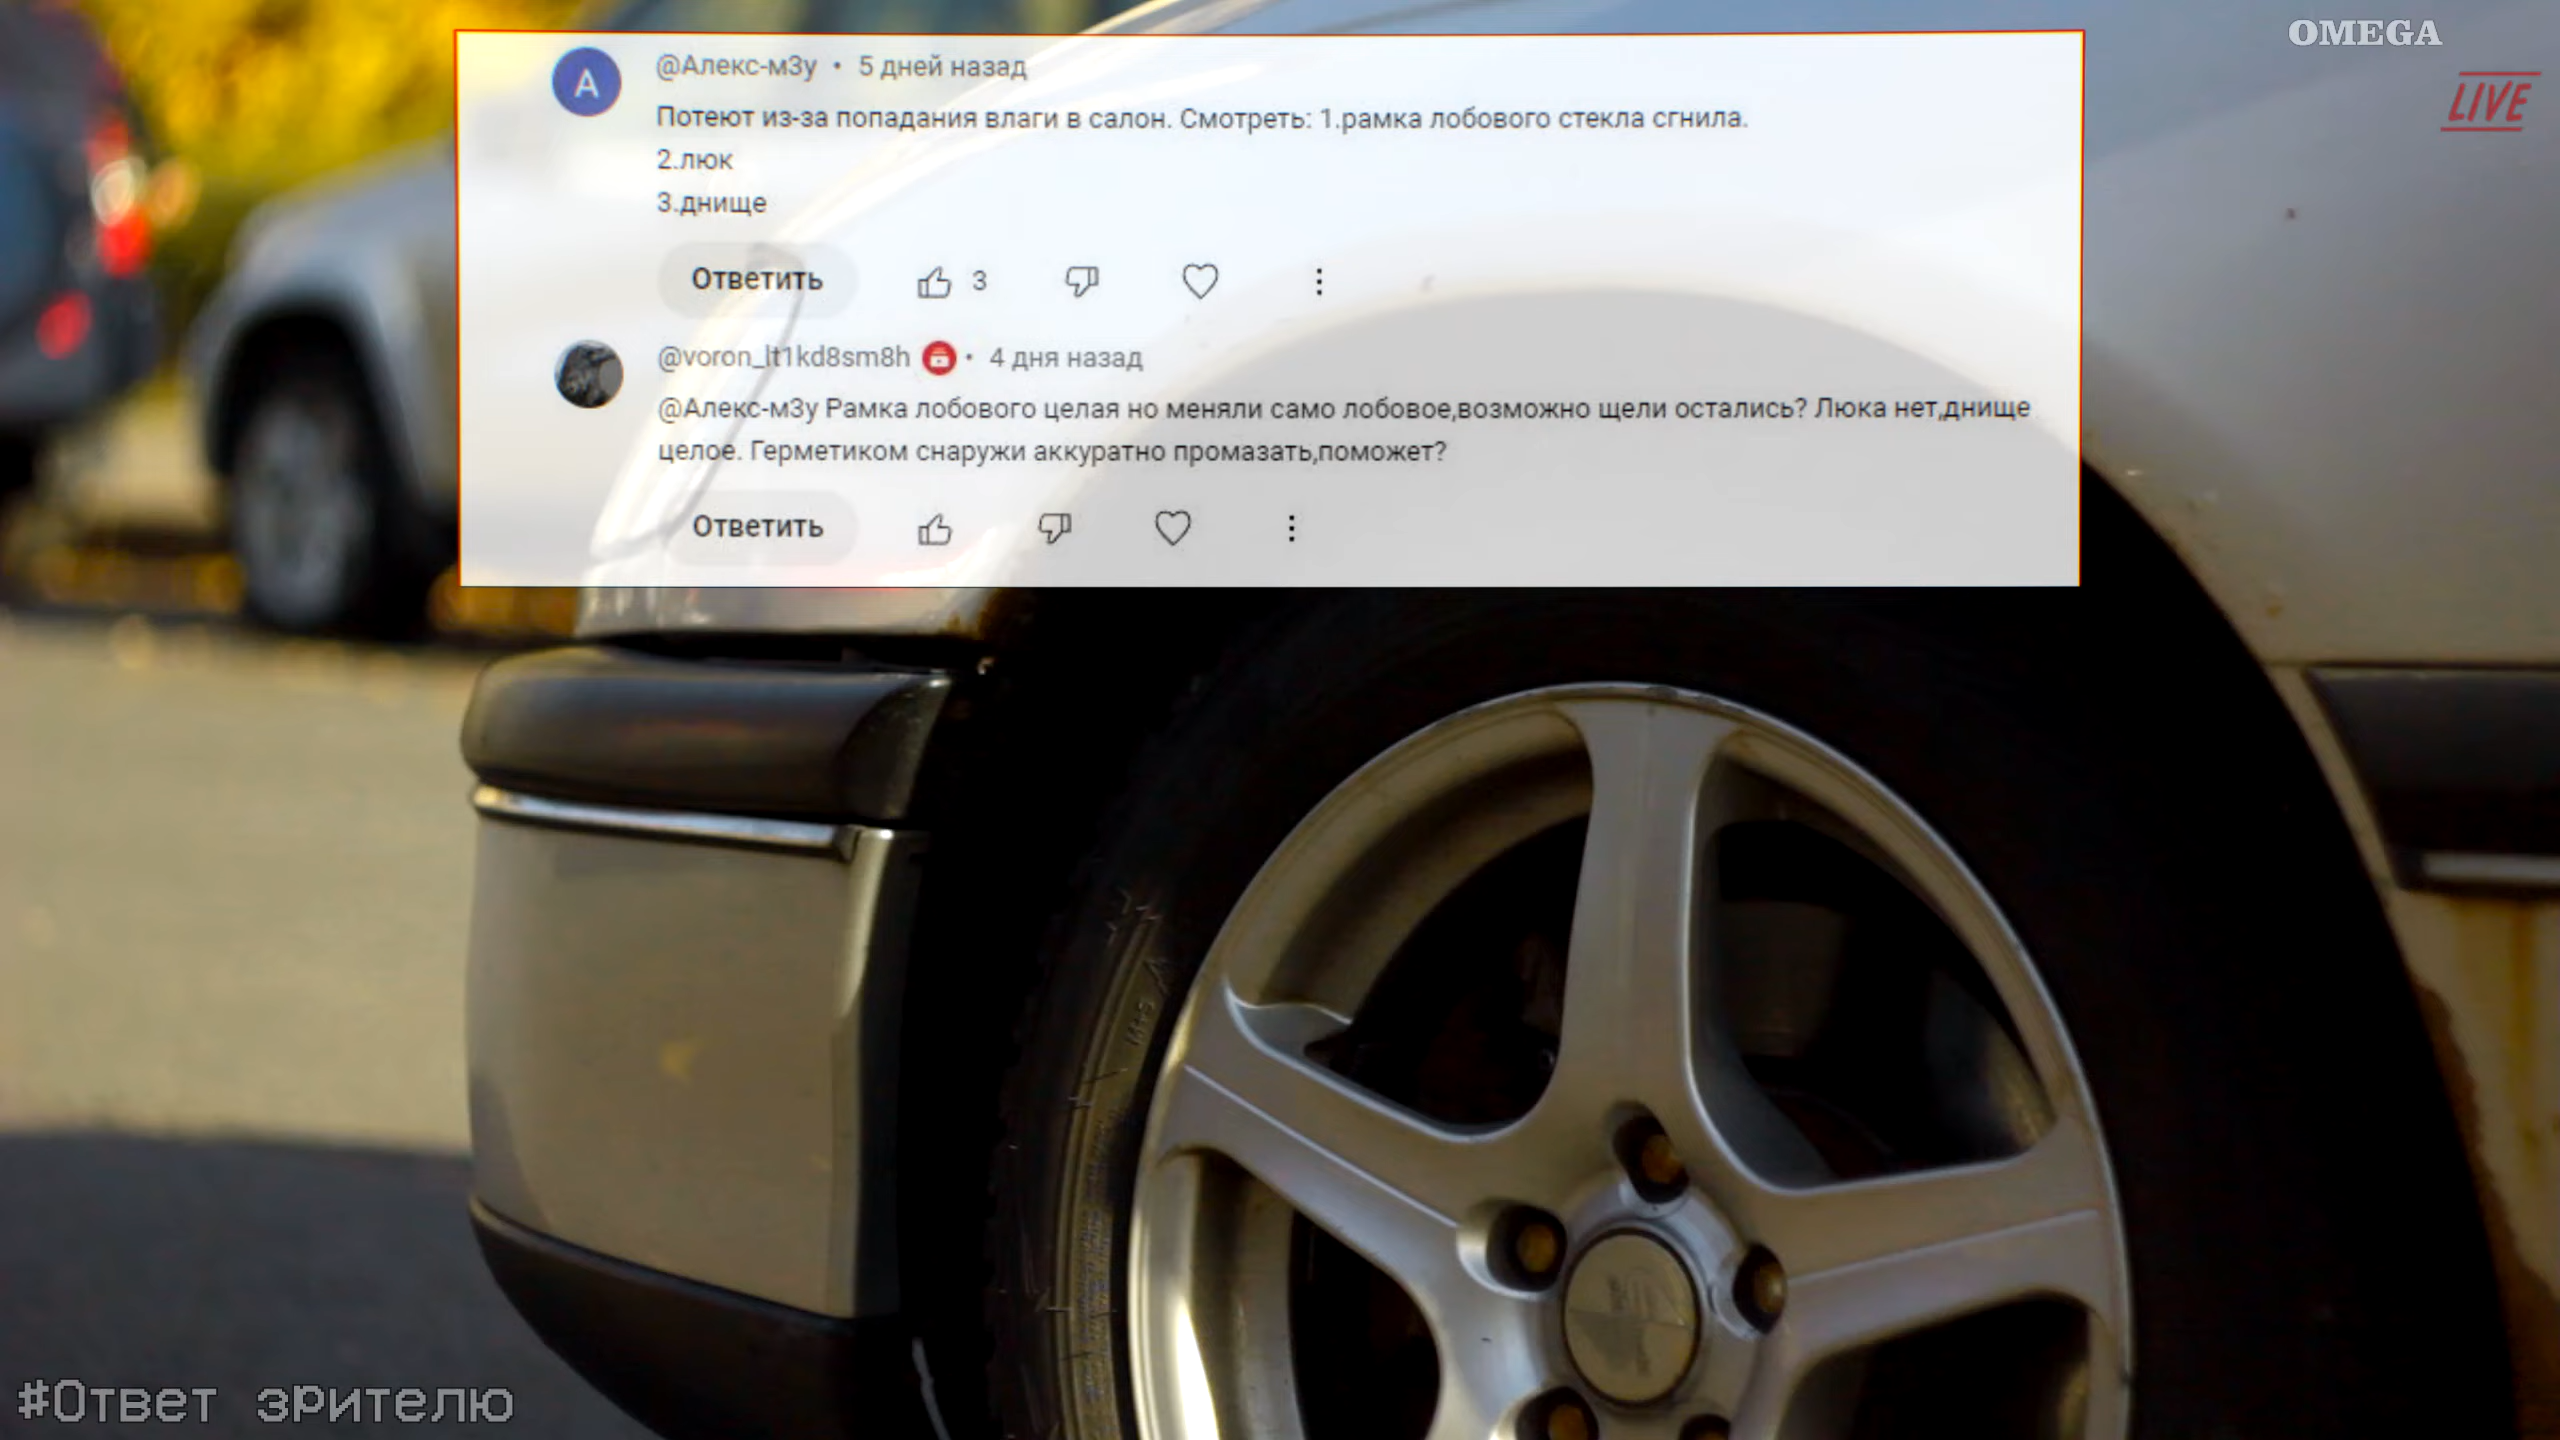 OMEGA
LIVE
А
@Алекс-м3у • 5 дней назад
Потеют из-за попадания влаги в салон. Смотреть: 1.рамка лобового стекла сгнила.
2.люк
3.днище
Ответить 3
@voron_lt1kd8sm8h • 4 дня назад
@Алекс-м3у Рамка лобового целая но меняли само лобовое,возможно щели остались? Люка нет,днище
целое. Герметиком снаружи аккуратно промазать,поможет?
Ответить
M+S
#Ответ зрителю